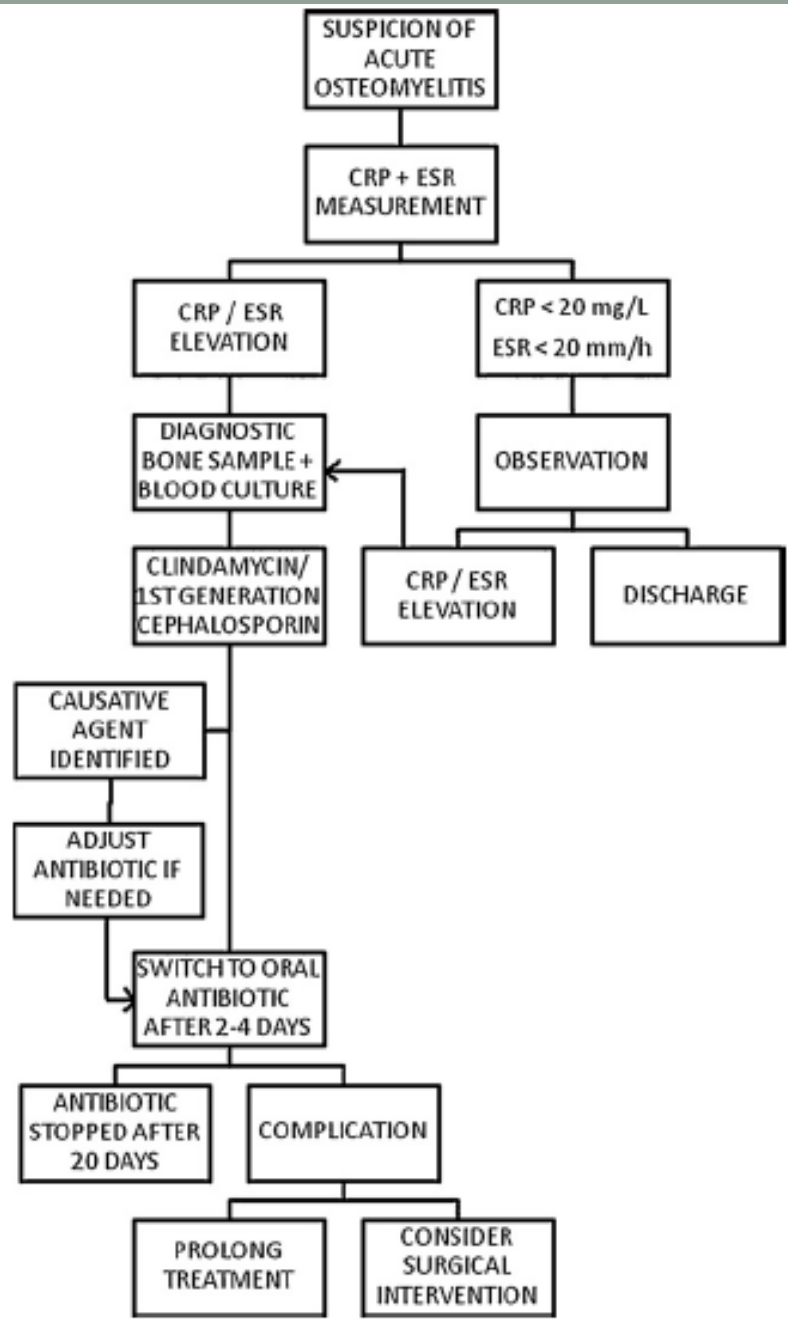 SUSPICION OF
ACUTE
OSTEOMYELITIS
CRP + ESR
MEASUREMENT
CRP / ESR
ELEVATION
CRP < 20 mg/L
ESR < 20 mm/h
DIAGNOSTIC
BONE SAMPLE +
BLOOD CULTURE
OBSERVATION
CLINDAMYCIN/
1ST GENERATION
CEPHALOSPORIN
CRP / ESR
ELEVATION
DISCHARGE
CAUSATIVE
AGENT
IDENTIFIED
ADJUST
ANTIBIOTIC IF
NEEDED
SWITCH TO ORAL
ANTIBIOTIC
AFTER 2-4 DAYS
ANTIBIOTIC
STOPPED AFTER
20 DAYS
COMPLICATION
PROLONG
TREATMENT
CONSIDER
SURGICAL
INTERVENTION